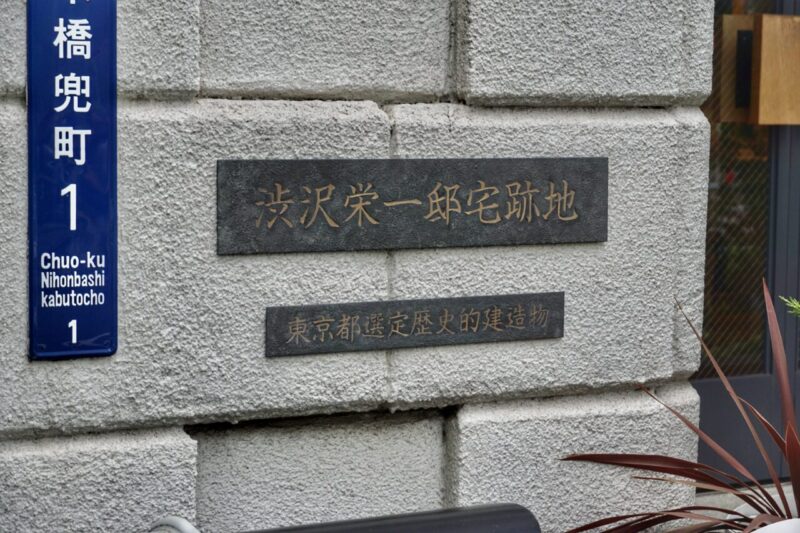 橋兜町
1
Chuo-ku
Nihonbashi
kabutocho
1
渋沢栄一邸宅跡地
東京都選定歴史的建造物